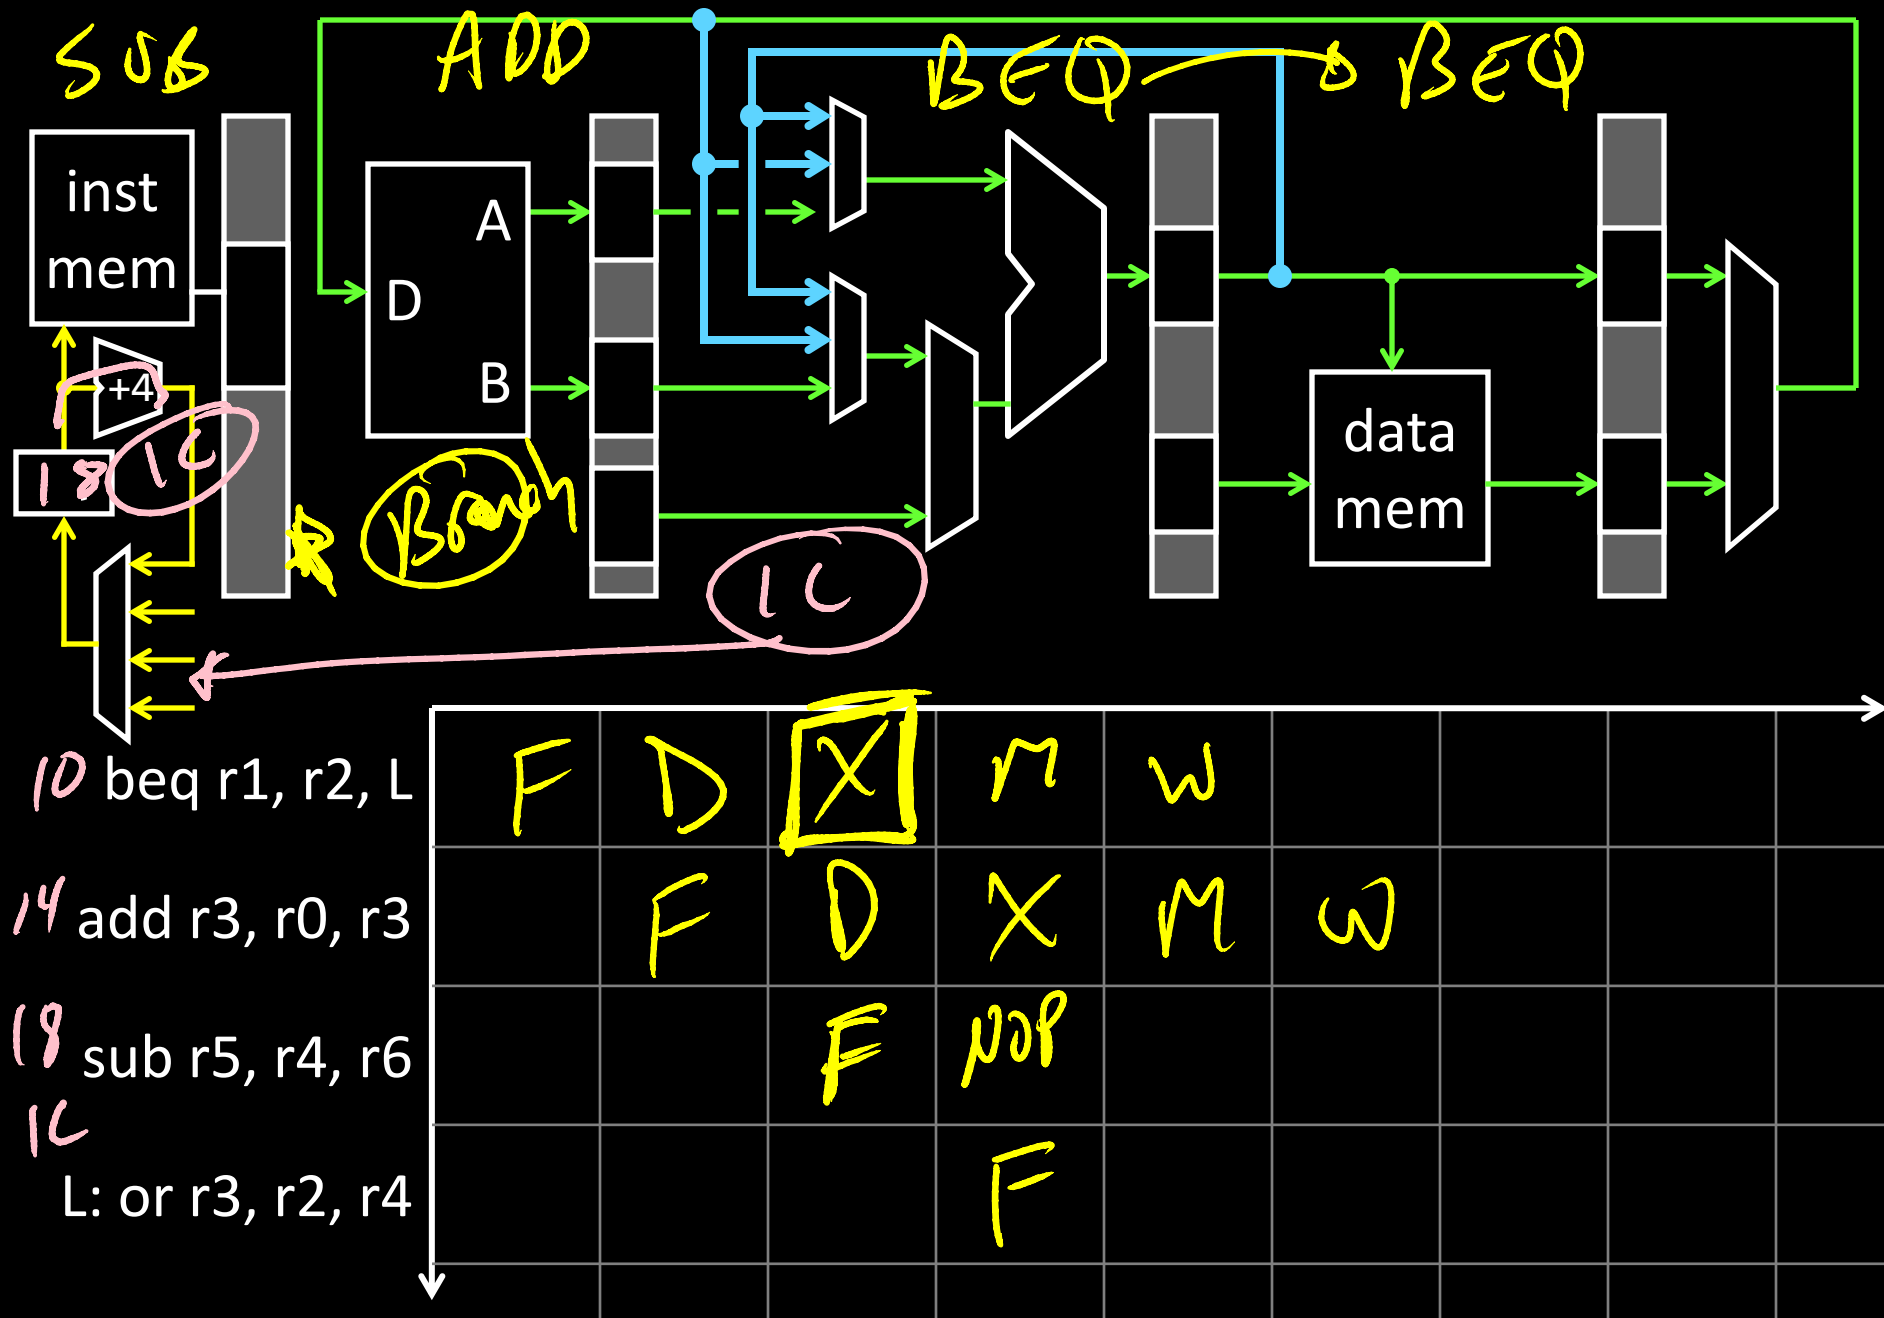 SUB ADD BEQ BEQ
inst mem
D
A
B
+4
18
1C
Branch
1C
data mem
10 beq r1, r2, L F D X M W
14 add r3, r0, r3 F D X M W
18 sub r5, r4, r6 F NOP
1C
L: or r3, r2, r4 F